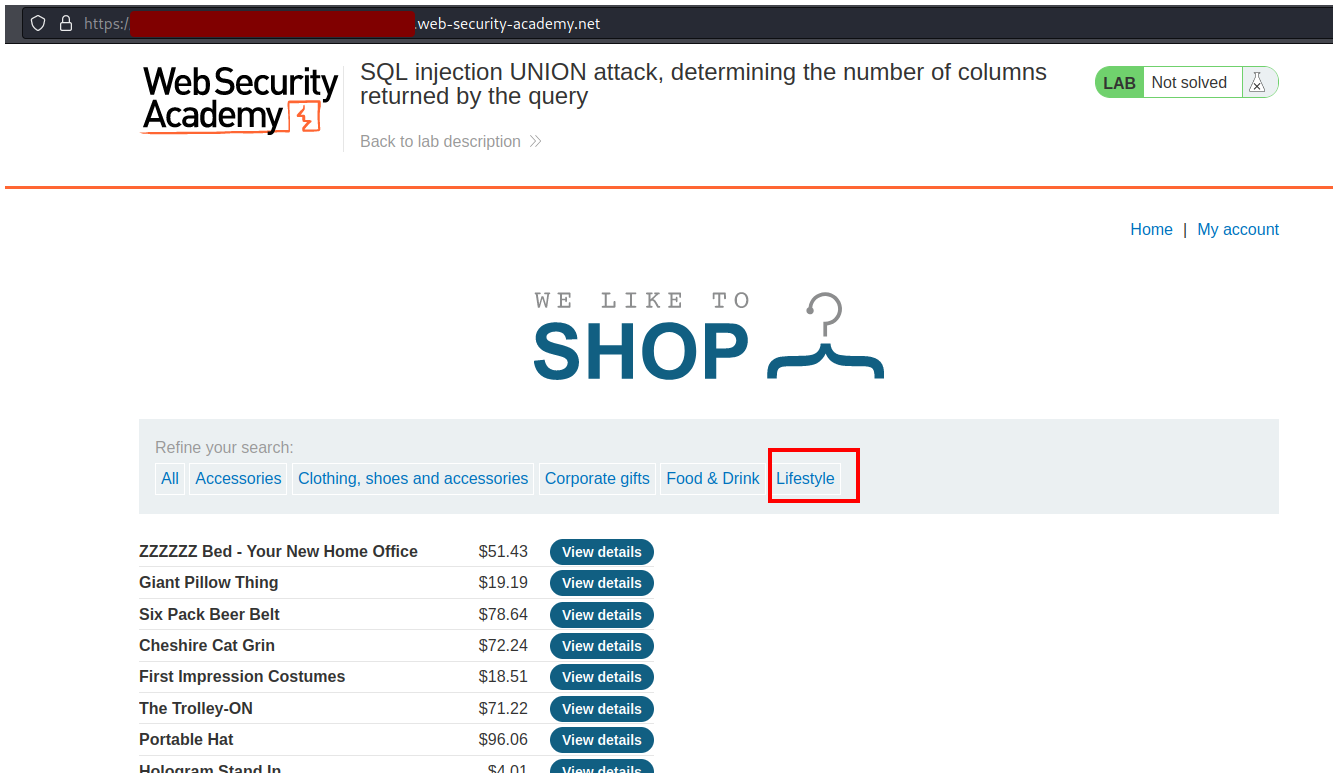 https:/ .web-security-academy.net
Web Security
Academy
SQL injection UNION attack, determining the number of columns
returned by the query
LAB Not solved
Back to lab description
Home | My account
WE LIKE TO
SHOP
Refine your search:
All Accessories Clothing, shoes and accessories Corporate gifts Food & Drink Lifestyle
ZZZZZZ Bed - Your New Home Office $51.43 View details
Giant Pillow Thing $19.19 View details
Six Pack Beer Belt $78.64 View details
Cheshire Cat Grin $72.24 View details
First Impression Costumes $18.51 View details
The Trolley-ON $71.22 View details
Portable Hat $96.06 View details
Hologram Stand In $4.01 View details